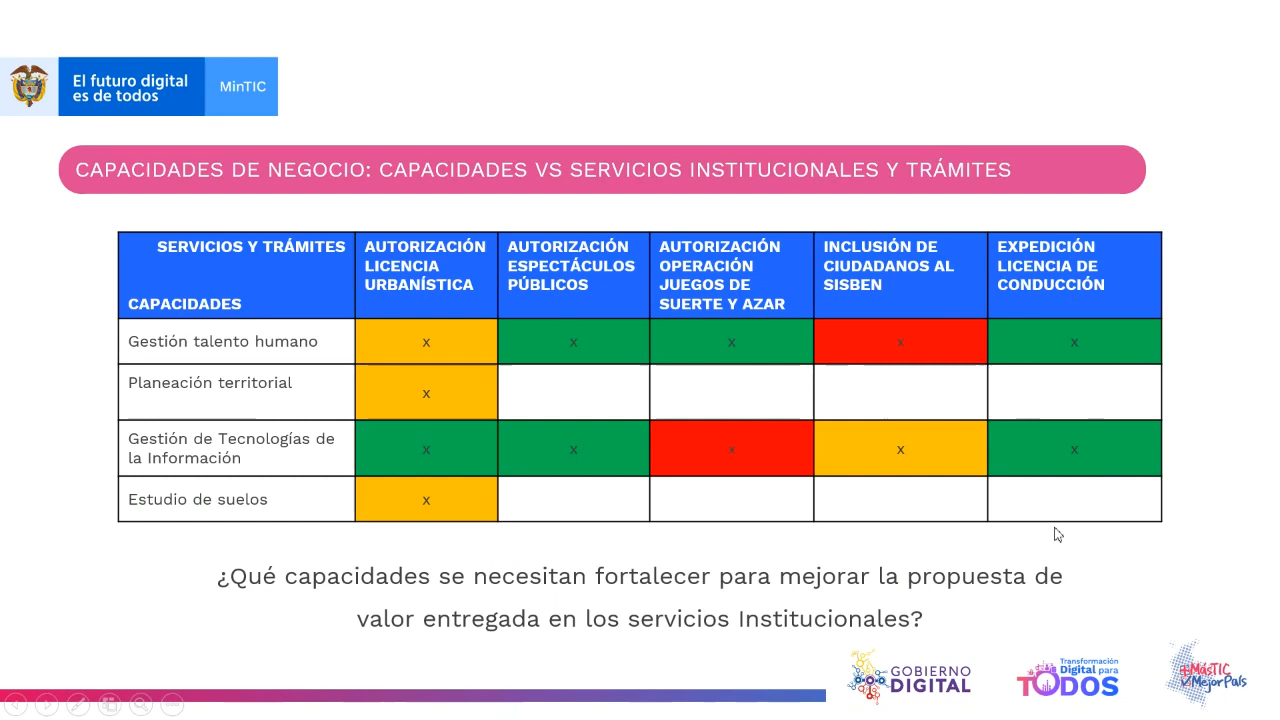 El futuro digital
es de todos
MinTIC
CAPACIDADES DE NEGOCIO: CAPACIDADES VS SERVICIOS INSTITUCIONALES Y TRÁMITES
SERVICIOS Y TRÁMITES
CAPACIDADES
AUTORIZACIÓN
LICENCIA
URBANÍSTICA
AUTORIZACIÓN
ESPECTÁCULOS
PÚBLICOS
AUTORIZACIÓN
OPERACIÓN
JUEGOS DE
SUERTE Y AZAR
INCLUSIÓN DE
CIUDADANOS AL
SISBEN
EXPEDICIÓN
LICENCIA DE
CONDUCCIÓN
Gestión talento humano x x x x x
Planeación territorial x
Gestión de Tecnologías de
la Información x x x x x
Estudio de suelos x
¿Qué capacidades se necesitan fortalecer para mejorar la propuesta de
valor entregada en los servicios Institucionales?
GOBIERNO
DIGITAL
Transformación
Digital para
TODOS
+MásTIC
✓MejorPaís